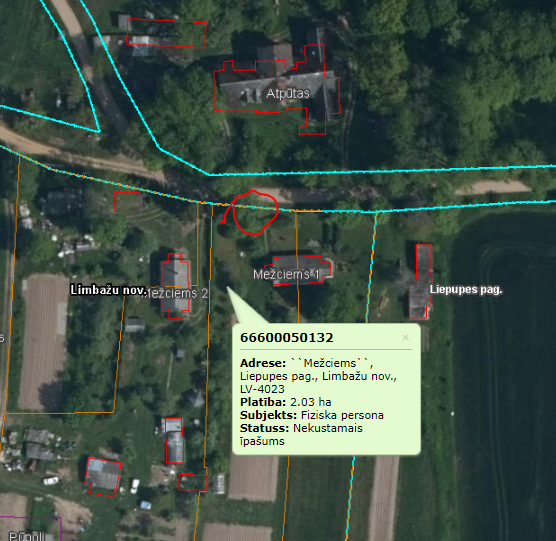 Atpūtas
Mežciems 1
Limbažu nov.
Mežciems 2
Liepupes pag.
66600050132
×
Adrese: ``Mežciems``,
Liepupes pag., Limbažu nov.,
LV-4023
Platība: 2.03 ha
Subjekts: Fiziska persona
Statuss: Nekustamais
īpašums